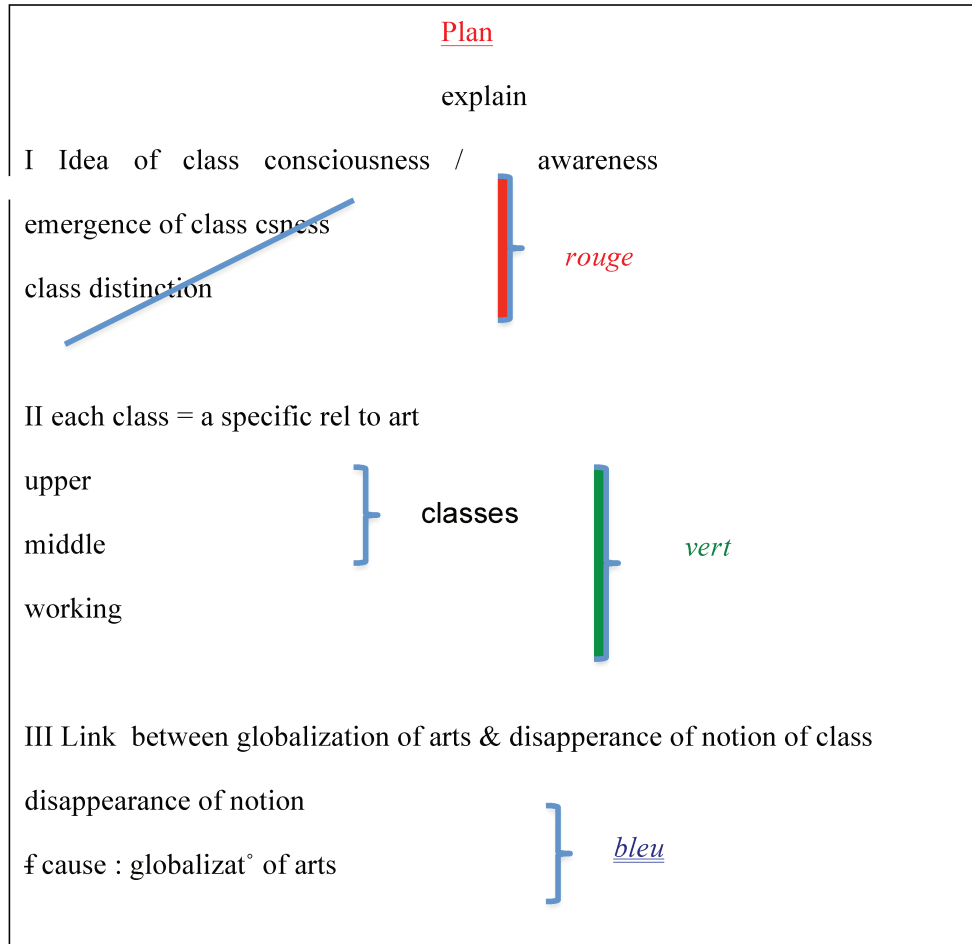 Plan
explain
I Idea of class consciousness / awareness
emergence of class csness
rouge
class distinction
II each class = a specific rel to art
upper
classes
middle
vert
working
III Link between globalization of arts & disapperance of notion of class
disappearance of notion
bleu
f cause : globalizat° of arts